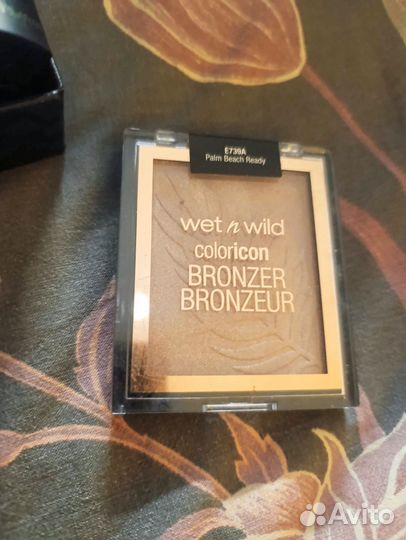 E739A
Palm Beach Ready
wet n wild
coloricon
BRONZER
BRONZEUR
Avito